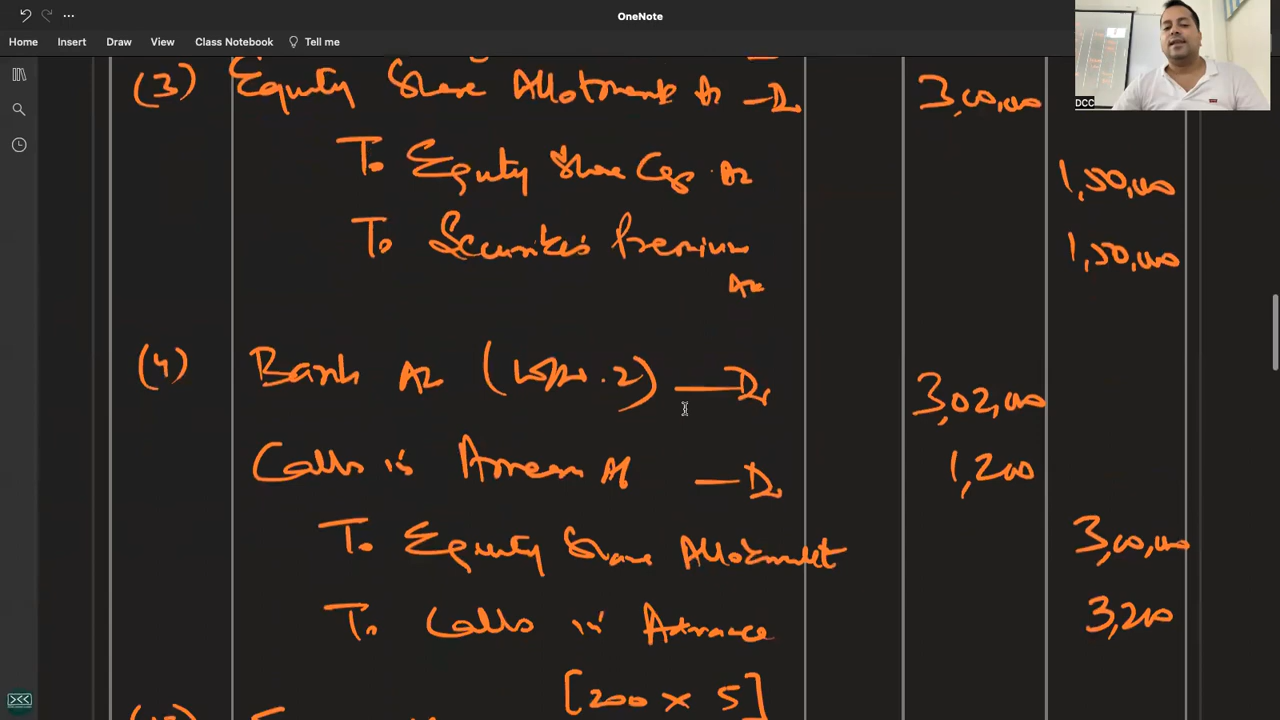 OneNote
Home Insert Draw View Class Notebook Tell me
DCC
(3) Equity Share Allotment A/c —Dr 3,00,000
To Equity Share Cap. A/c 1,50,000
To Securities Premium 1,50,000
A/c
(4) Bank A/c ( .2) —Dr 3,02,000
Calls in Arrear A/c —Dr 1,200
To Equity Share Allotment 3,00,000
To Calls in Advance 3,200
[200 x 5]